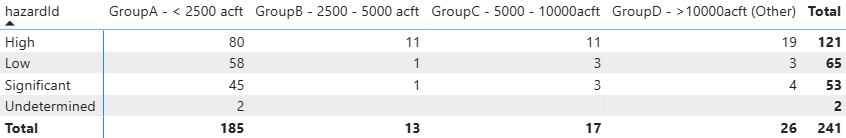 hazardId GroupA - < 2500 acft GroupB - 2500 - 5000 acft GroupC - 5000 - 10000acft GroupD - >10000acft (Other) Total
High 80 11 11 19 121
Low 58 1 3 3 65
Significant 45 1 3 4 53
Undetermined 2 2
Total 185 13 17 26 241